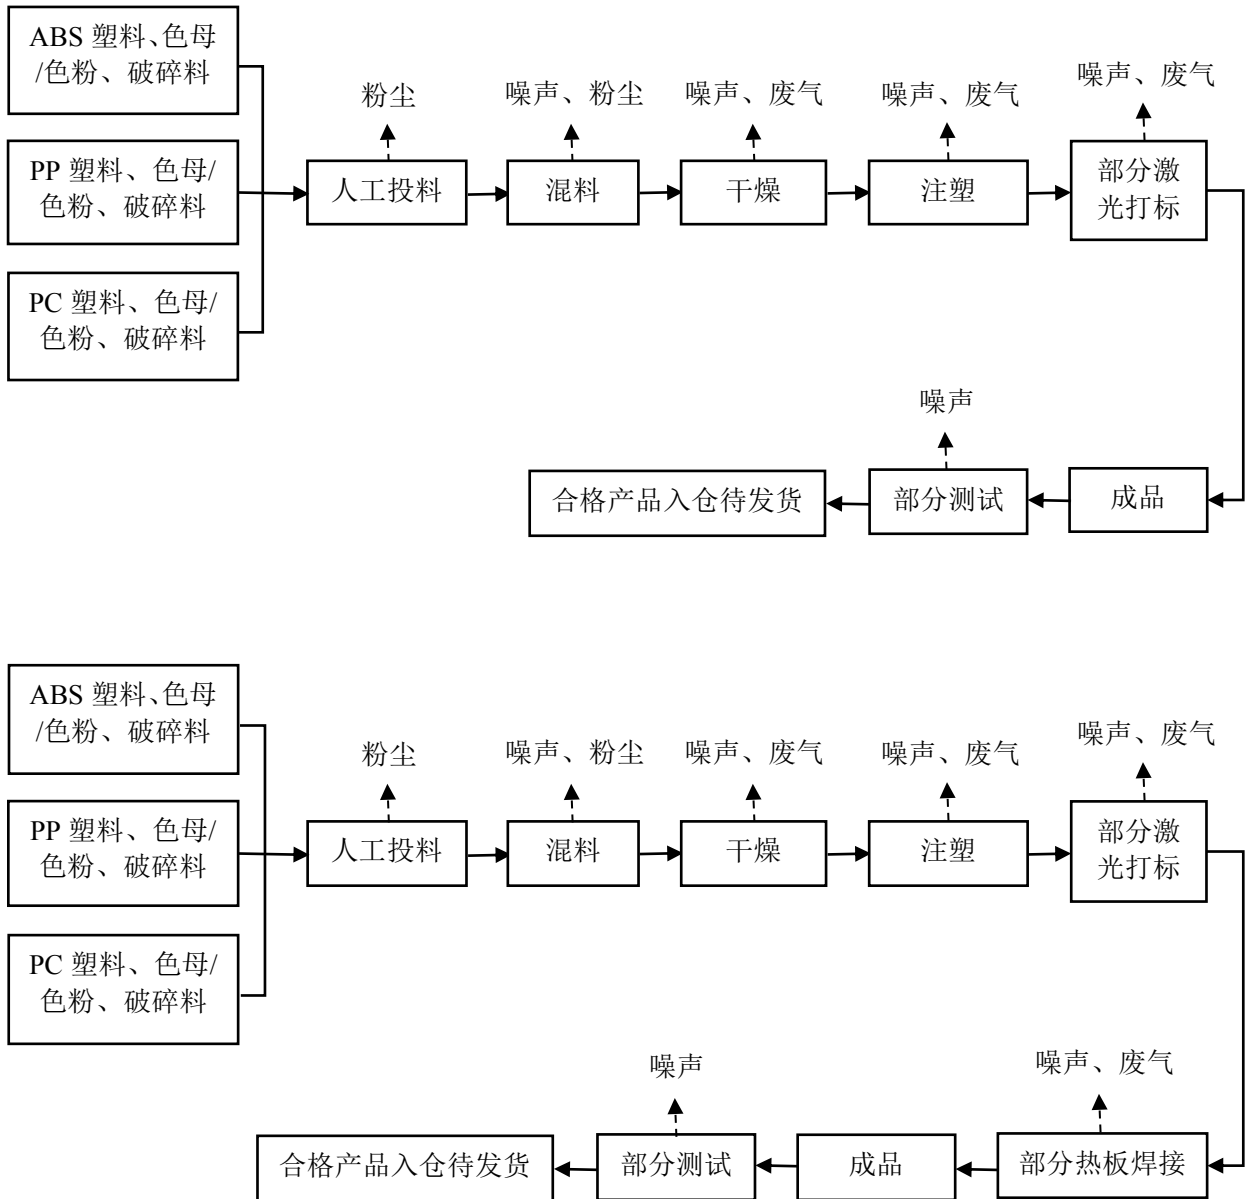 ABS 塑料、色母
/色粉、破碎料
PP 塑料、色母/
色粉、破碎料
PC 塑料、色母/
色粉、破碎料
粉尘
人工投料
噪声、粉尘
混料
噪声、废气
干燥
噪声、废气
注塑
噪声、废气
部分激
光打标
成品
噪声
部分测试
合格产品入仓待发货
ABS 塑料、色母
/色粉、破碎料
PP 塑料、色母/
色粉、破碎料
PC 塑料、色母/
色粉、破碎料
粉尘
人工投料
噪声、粉尘
混料
噪声、废气
干燥
噪声、废气
注塑
噪声、废气
部分激
光打标
噪声、废气
部分热板焊接
成品
噪声
部分测试
合格产品入仓待发货